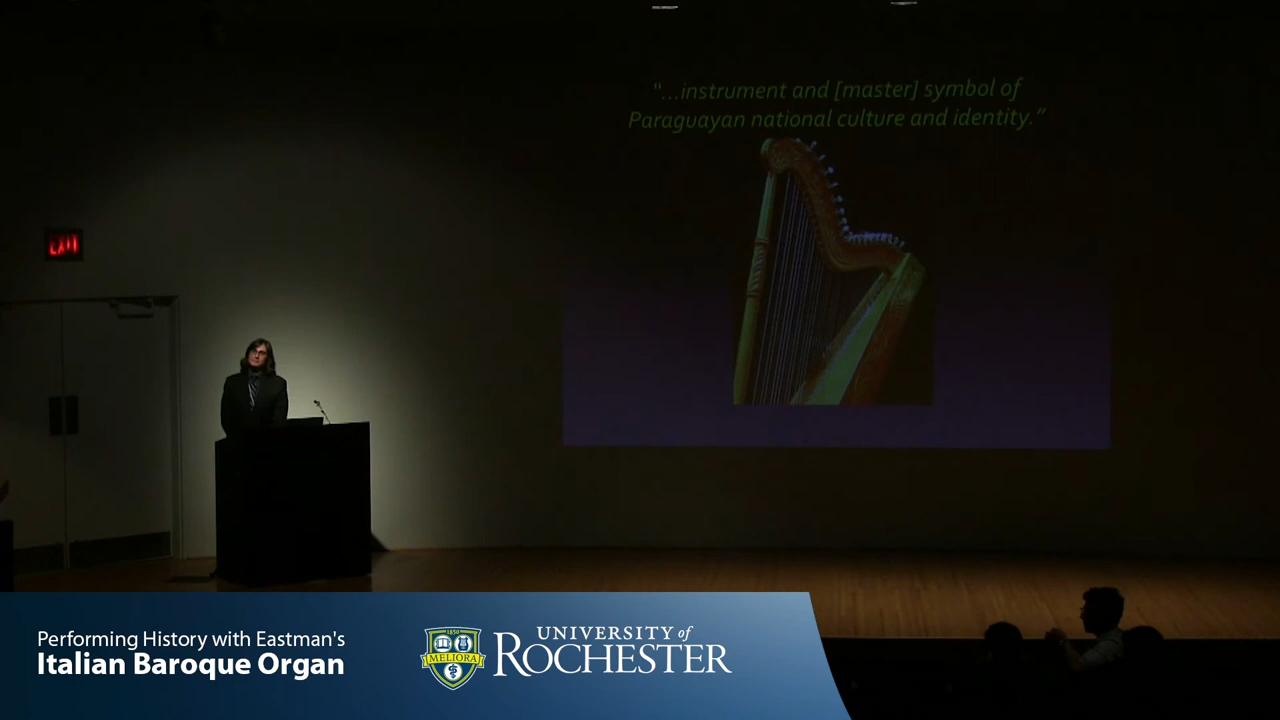 "...instrument and [master] symbol of
Paraguayan national culture and identity."
EXIT
Performing History with Eastman's
Italian Baroque Organ
1850
MELIORA
UNIVERSITY of
ROCHESTER